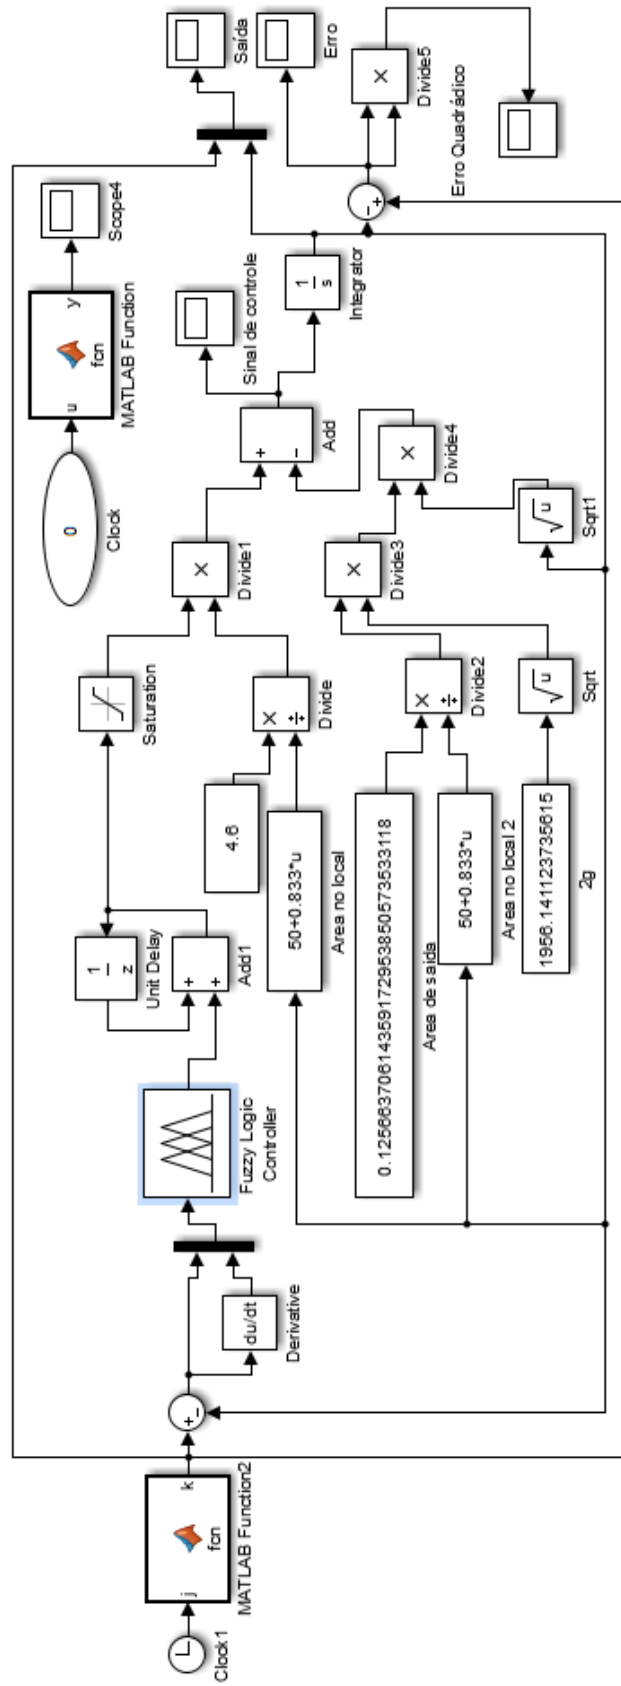 Clock1
j
fcn
k
MATLAB Function2
+
−
du/dt
Derivative
Fuzzy Logic
Controller
1
z
Unit Delay
+
+
Add1
Saturation
4.6
50+0.833*u
Area no local
×
÷
Divide
×
Divide1
0.12566370614359172953850573533118
Area de saida
50+0.833*u
Area no local 2
×
÷
Divide2
1956.141123735615
2g
√u
Sqrt
×
Divide3
√u
Sqrt1
×
Divide4
+
−
Add
Sinal de controle
1
s
Integrator
0
Clock
u
fcn
y
MATLAB Function
Scope4
Saída
Erro
−
+
×
Divide5
Erro Quadrádico